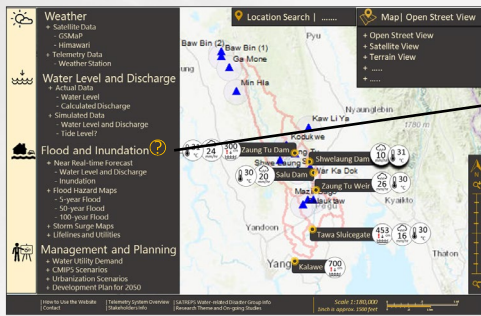 Weather
+ Satellite Data
- GSMaP
- Himawari
+ Telemetry Data
- Weather Station
Water Level and Discharge
+ Actual Data
- Water Level
- Calculated Discharge
+ Simulated Data
- Water Level and Discharge
- Tide Level?
Flood and Inundation
?
+ Near Real-time Forecast
- Water Level and Discharge
- Inundation
+ Flood Hazard Maps
- 5-year Flood
- 50-year Flood
- 100-year Flood
+ Storm Surge Maps
+ Lifelines and Utilities
Management and Planning
+ Water Utility Demand
+ CMIP5 Scenarios
+ Urbanization Scenarios
+ Development Plan for 2050
Location Search | .......
Map| Open Street View
+ Open Street View
+ Satellite View
+ Terrain View
+ .....
+ .....
Pyu
Baw Bin (2)
Baw Bin (1)
ung
Ga Mone
Min Hla
Nyaunglebin
1780 m
Kaw Li Ya
Kodukwe
24
300
Zaung Tu Dam
Shwelaung Dam
10
31
°C
30
°C
20
Salu Dam
Kar Ka Dok
Zaung Tu Weir
26
30
°C
Kyaikto
Yandoon
Tawa Sluicegate
453
16
30
°C
Thaton
Yang
Kalawe
700
| How to Use the Website
| Contact
| Telemetry System Overview
| Stakeholders Info
| SATREPS Water-related Disaster Group Info
| Research Theme and On-going Studies
Scale 1:180,000